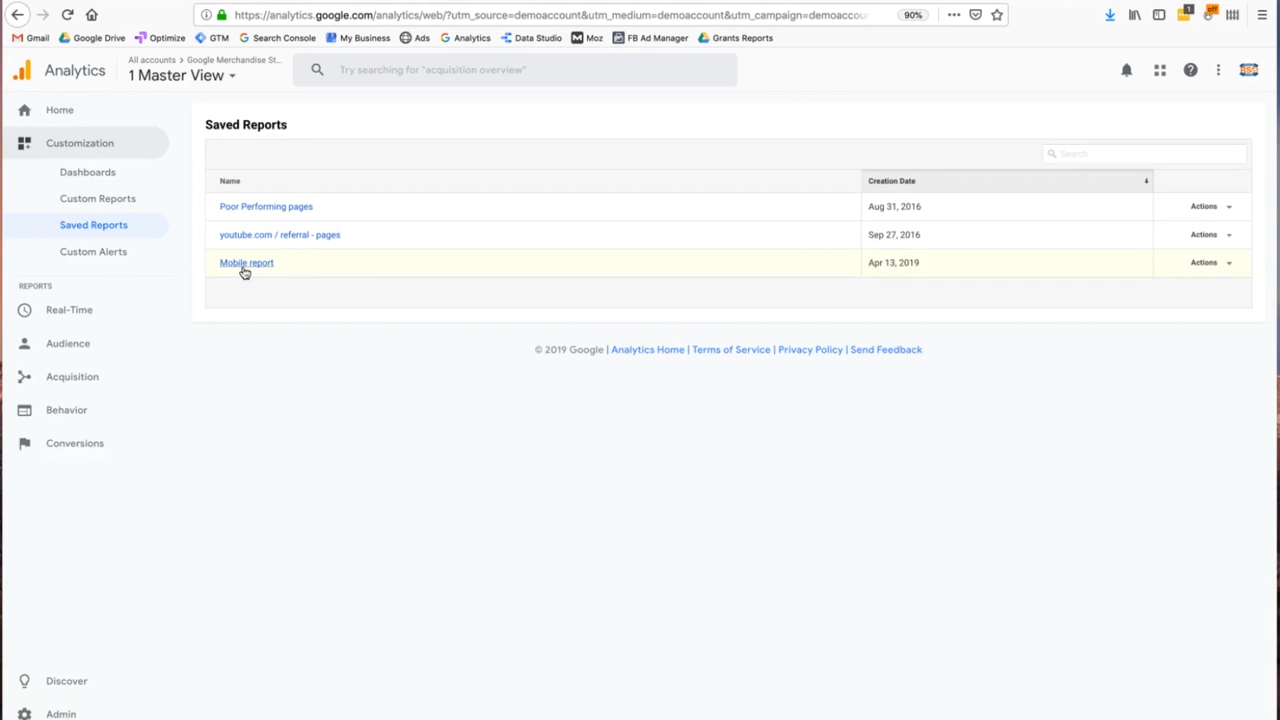 https://analytics.google.com/analytics/web/?utm_source=demoaccount&utm_medium=demoaccount&utm_campaign=demoaccou
90%
1
off
Gmail Google Drive Optimize GTM Search Console My Business Ads Analytics Data Studio Moz FB Ad Manager Grants Reports
Analytics
All accounts > Google Merchandise St...
1 Master View
Try searching for "acquisition overview"
Home
Customization
Dashboards
Custom Reports
Saved Reports
Custom Alerts
REPORTS
Real-Time
Audience
Acquisition
Behavior
Conversions
Discover
Admin
Saved Reports
Search
Name Creation Date
Poor Performing pages Aug 31, 2016 Actions
youtube.com / referral - pages Sep 27, 2016 Actions
Mobile report Apr 13, 2019 Actions
© 2019 Google | Analytics Home | Terms of Service | Privacy Policy | Send Feedback